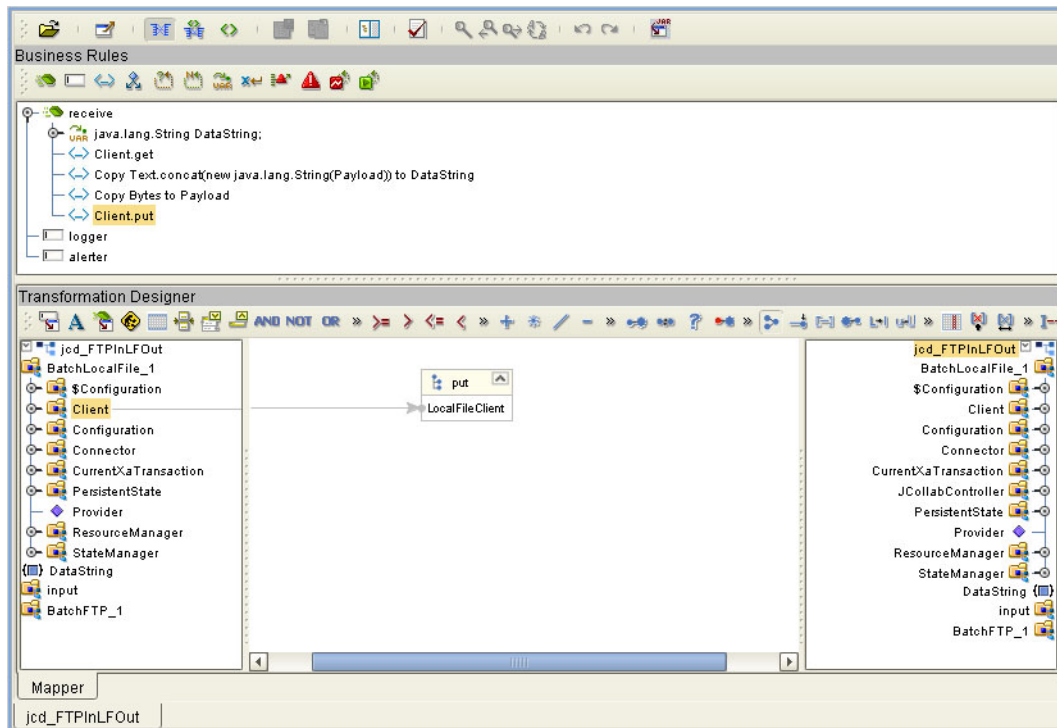 JAR
Business Rules
receive
VAR java.lang.String DataString;
Client.get
Copy Text.concat(new java.lang.String(Payload)) to DataString
Copy Bytes to Payload
Client.put
logger
alerter
Transformation Designer
A AND NOT OR » >= > <= < » + * / − » ? » » »
jcd_FTPInLFOut
BatchLocalFile_1
$Configuration
Client
Configuration
Connector
CurrentXaTransaction
PersistentState
Provider
ResourceManager
StateManager
DataString
input
BatchFTP_1
put
LocalFileClient
jcd_FTPInLFOut
BatchLocalFile_1
$Configuration
Client
Configuration
Connector
CurrentXaTransaction
JCollabController
PersistentState
Provider
ResourceManager
StateManager
DataString
input
BatchFTP_1
Mapper
jcd_FTPInLFOut